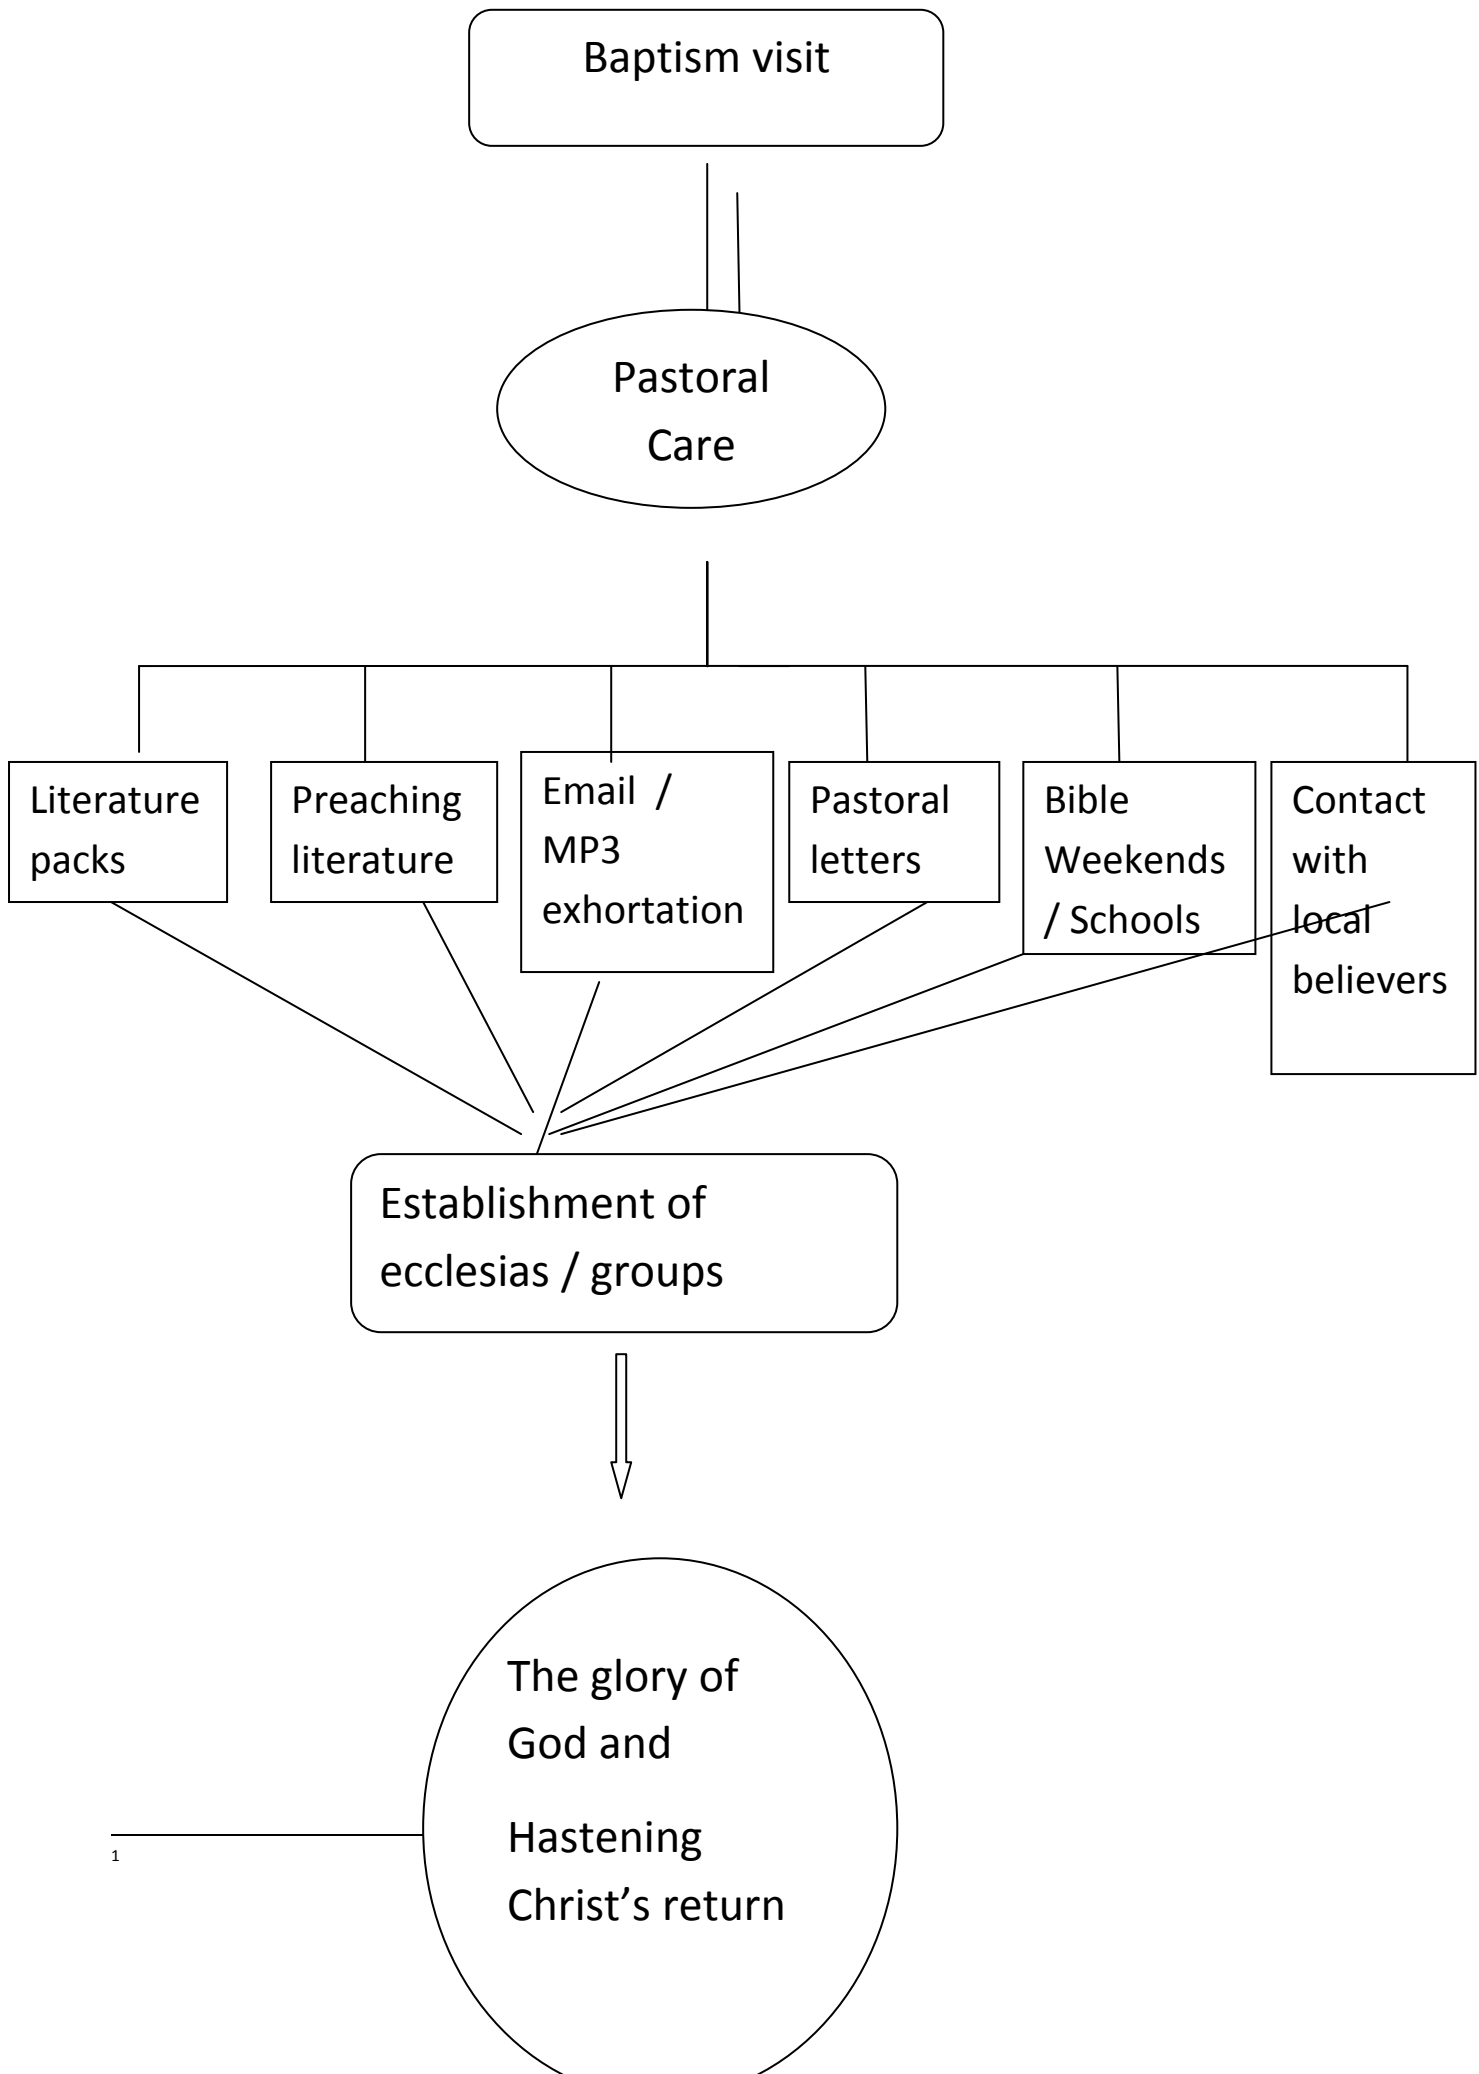 Baptism visit
Pastoral
Care
Literature
packs
Preaching
literature
Email /
MP3
exhortation
Pastoral
letters
Bible
Weekends
/ Schools
Contact
with
local
believers
Establishment of
ecclesias / groups
The glory of
God and
Hastening
Christ’s return
1